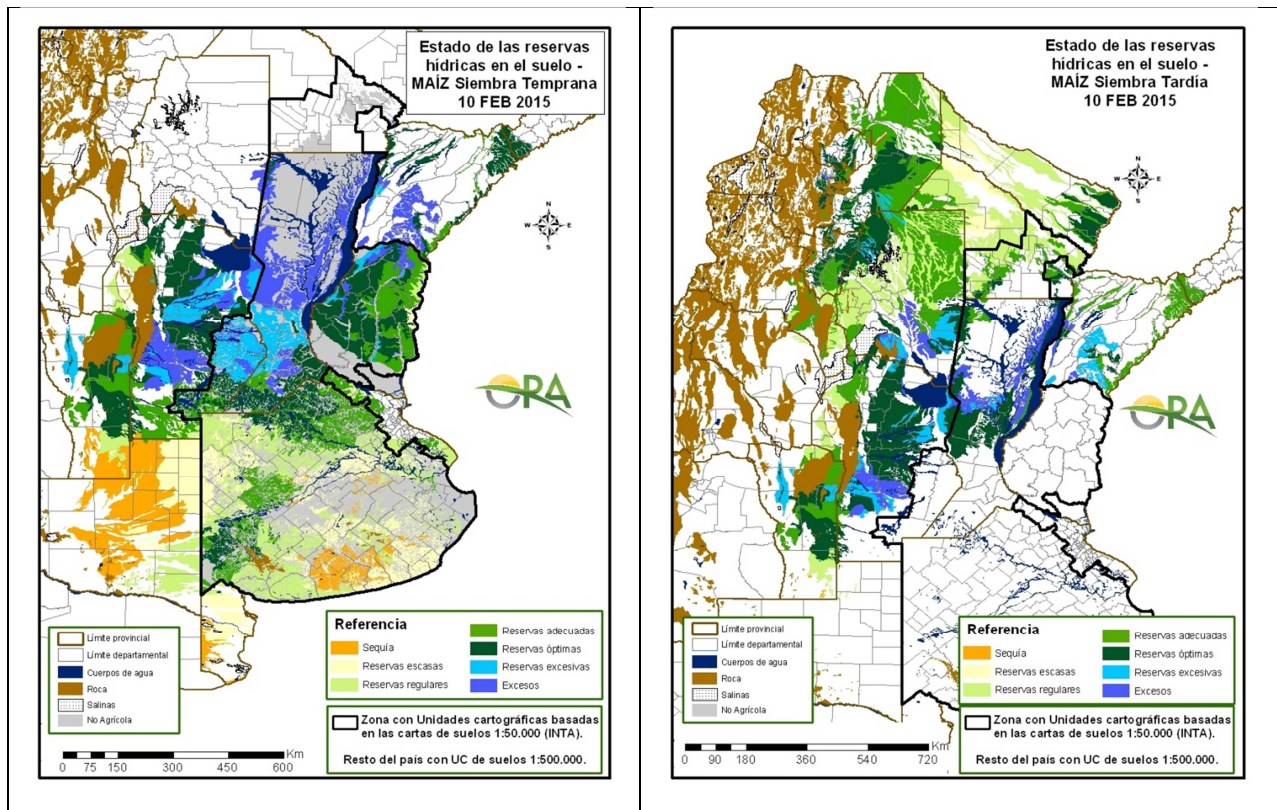 Estado de las reservas
hídricas en el suelo -
MAÍZ Siembra Temprana
10 FEB 2015
N
W
E
S
ORA
Límite provincial
Límite departamental
Cuerpos de agua
Roca
Salinas
No Agrícola
Referencia
Sequía
Reservas escasas
Reservas regulares
Reservas adecuadas
Reservas óptimas
Reservas excesivas
Excesos
Zona con Unidades cartográficas basadas
en las cartas de suelos 1:50.000 (INTA).
Resto del país con UC de suelos 1:500.000.
Km
0 75 150 300 450 600
Estado de las reservas
hídricas en el suelo -
MAÍZ Siembra Tardía
10 FEB 2015
N
W
E
S
ORA
Límite provincial
Límite departamental
Cuerpos de agua
Roca
Salinas
No Agrícola
Referencia
Sequía
Reservas escasas
Reservas regulares
Reservas adecuadas
Reservas óptimas
Reservas excesivas
Excesos
Zona con Unidades cartográficas basadas
en las cartas de suelos 1:50.000 (INTA).
Resto del país con UC de suelos 1:500.000.
Km
0 90 180 360 540 720